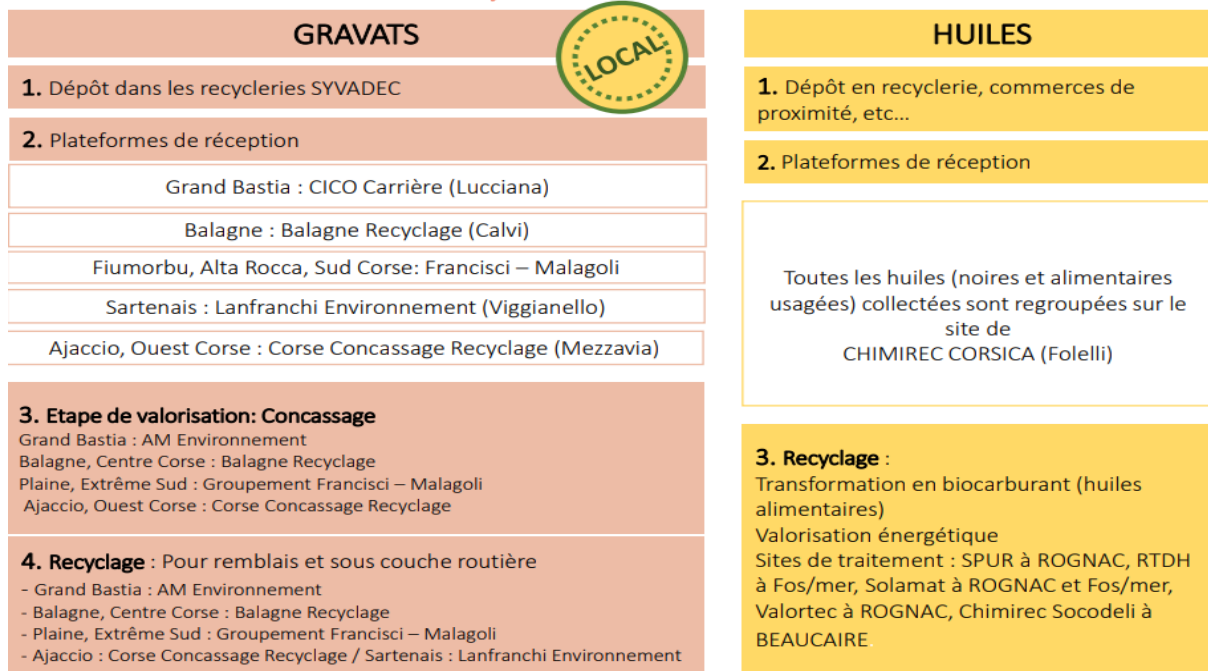 GRAVATS
LOCAL
1. Dépôt dans les recycleries SYVADEC
2. Plateformes de réception
Grand Bastia : CICO Carrière (Lucciana)
Balagne : Balagne Recyclage (Calvi)
Fiumorbu, Alta Rocca, Sud Corse: Francisci – Malagoli
Sartenais : Lanfranchi Environnement (Viggianello)
Ajaccio, Ouest Corse : Corse Concassage Recyclage (Mezzavia)
3. Etape de valorisation: Concassage
Grand Bastia : AM Environnement
Balagne, Centre Corse : Balagne Recyclage
Plaine, Extrême Sud : Groupement Francisci – Malagoli
Ajaccio, Ouest Corse : Corse Concassage Recyclage
4. Recyclage : Pour remblais et sous couche routière
- Grand Bastia : AM Environnement
- Balagne, Centre Corse : Balagne Recyclage
- Plaine, Extrême Sud : Groupement Francisci – Malagoli
- Ajaccio : Corse Concassage Recyclage / Sartenais : Lanfranchi Environnement
HUILES
1. Dépôt en recyclerie, commerces de
proximité, etc...
2. Plateformes de réception
Toutes les huiles (noires et alimentaires
usagées) collectées sont regroupées sur le
site de
CHIMIREC CORSICA (Folelli)
3. Recyclage :
Transformation en biocarburant (huiles
alimentaires)
Valorisation énergétique
Sites de traitement : SPUR à ROGNAC, RTDH
à Fos/mer, Solamat à ROGNAC et Fos/mer,
Valortec à ROGNAC, Chimirec Socodeli à
BEAUCAIRE.